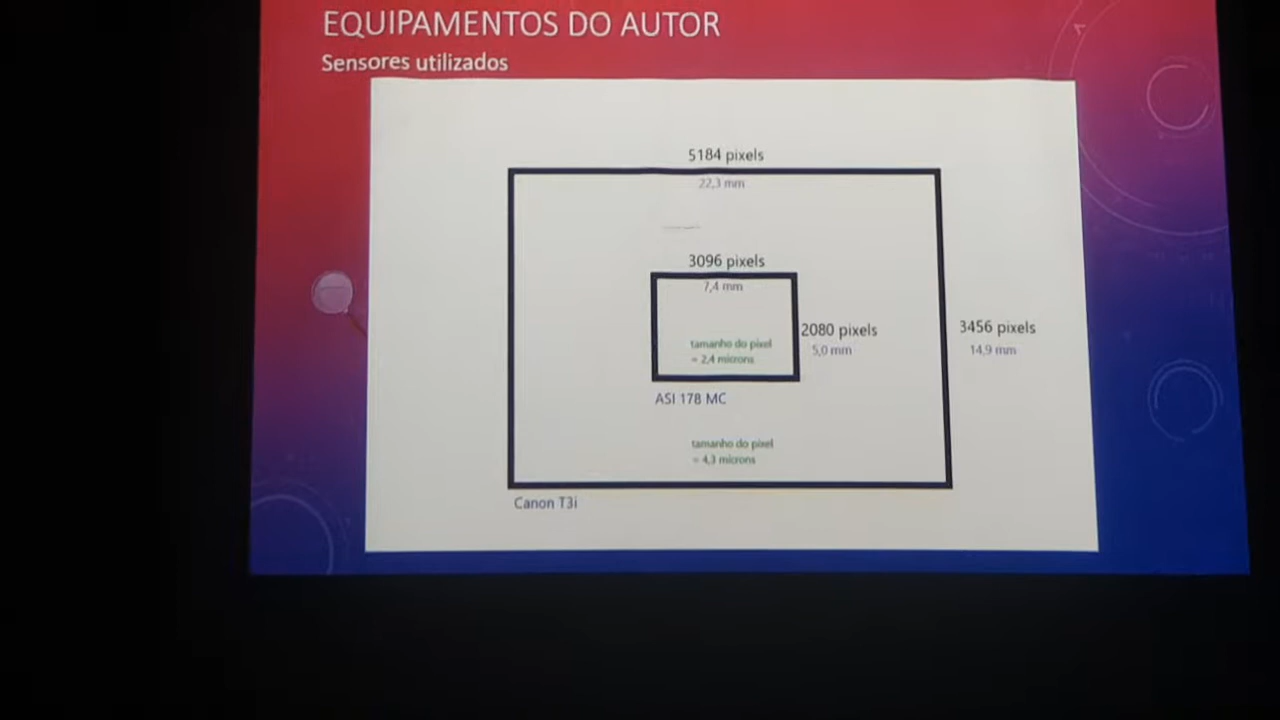 EQUIPAMENTOS DO AUTOR
Sensores utilizados
5184 pixels
22,3 mm
3096 pixels
7,4 mm
2080 pixels
5,0 mm
3456 pixels
14,9 mm
tamanho do pixel
= 2,4 microns
ASI 178 MC
tamanho do pixel
= 4,3 microns
Canon T3i